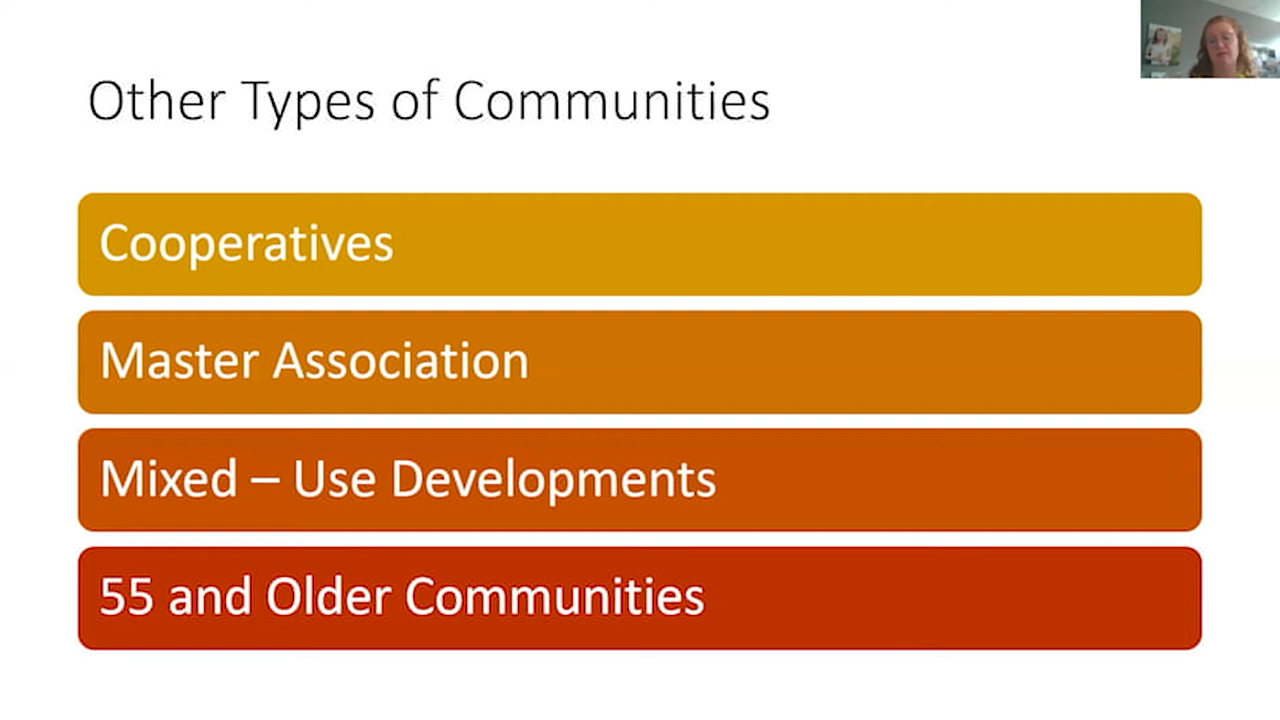 Other Types of Communities
Cooperatives
Master Association
Mixed – Use Developments
55 and Older Communities